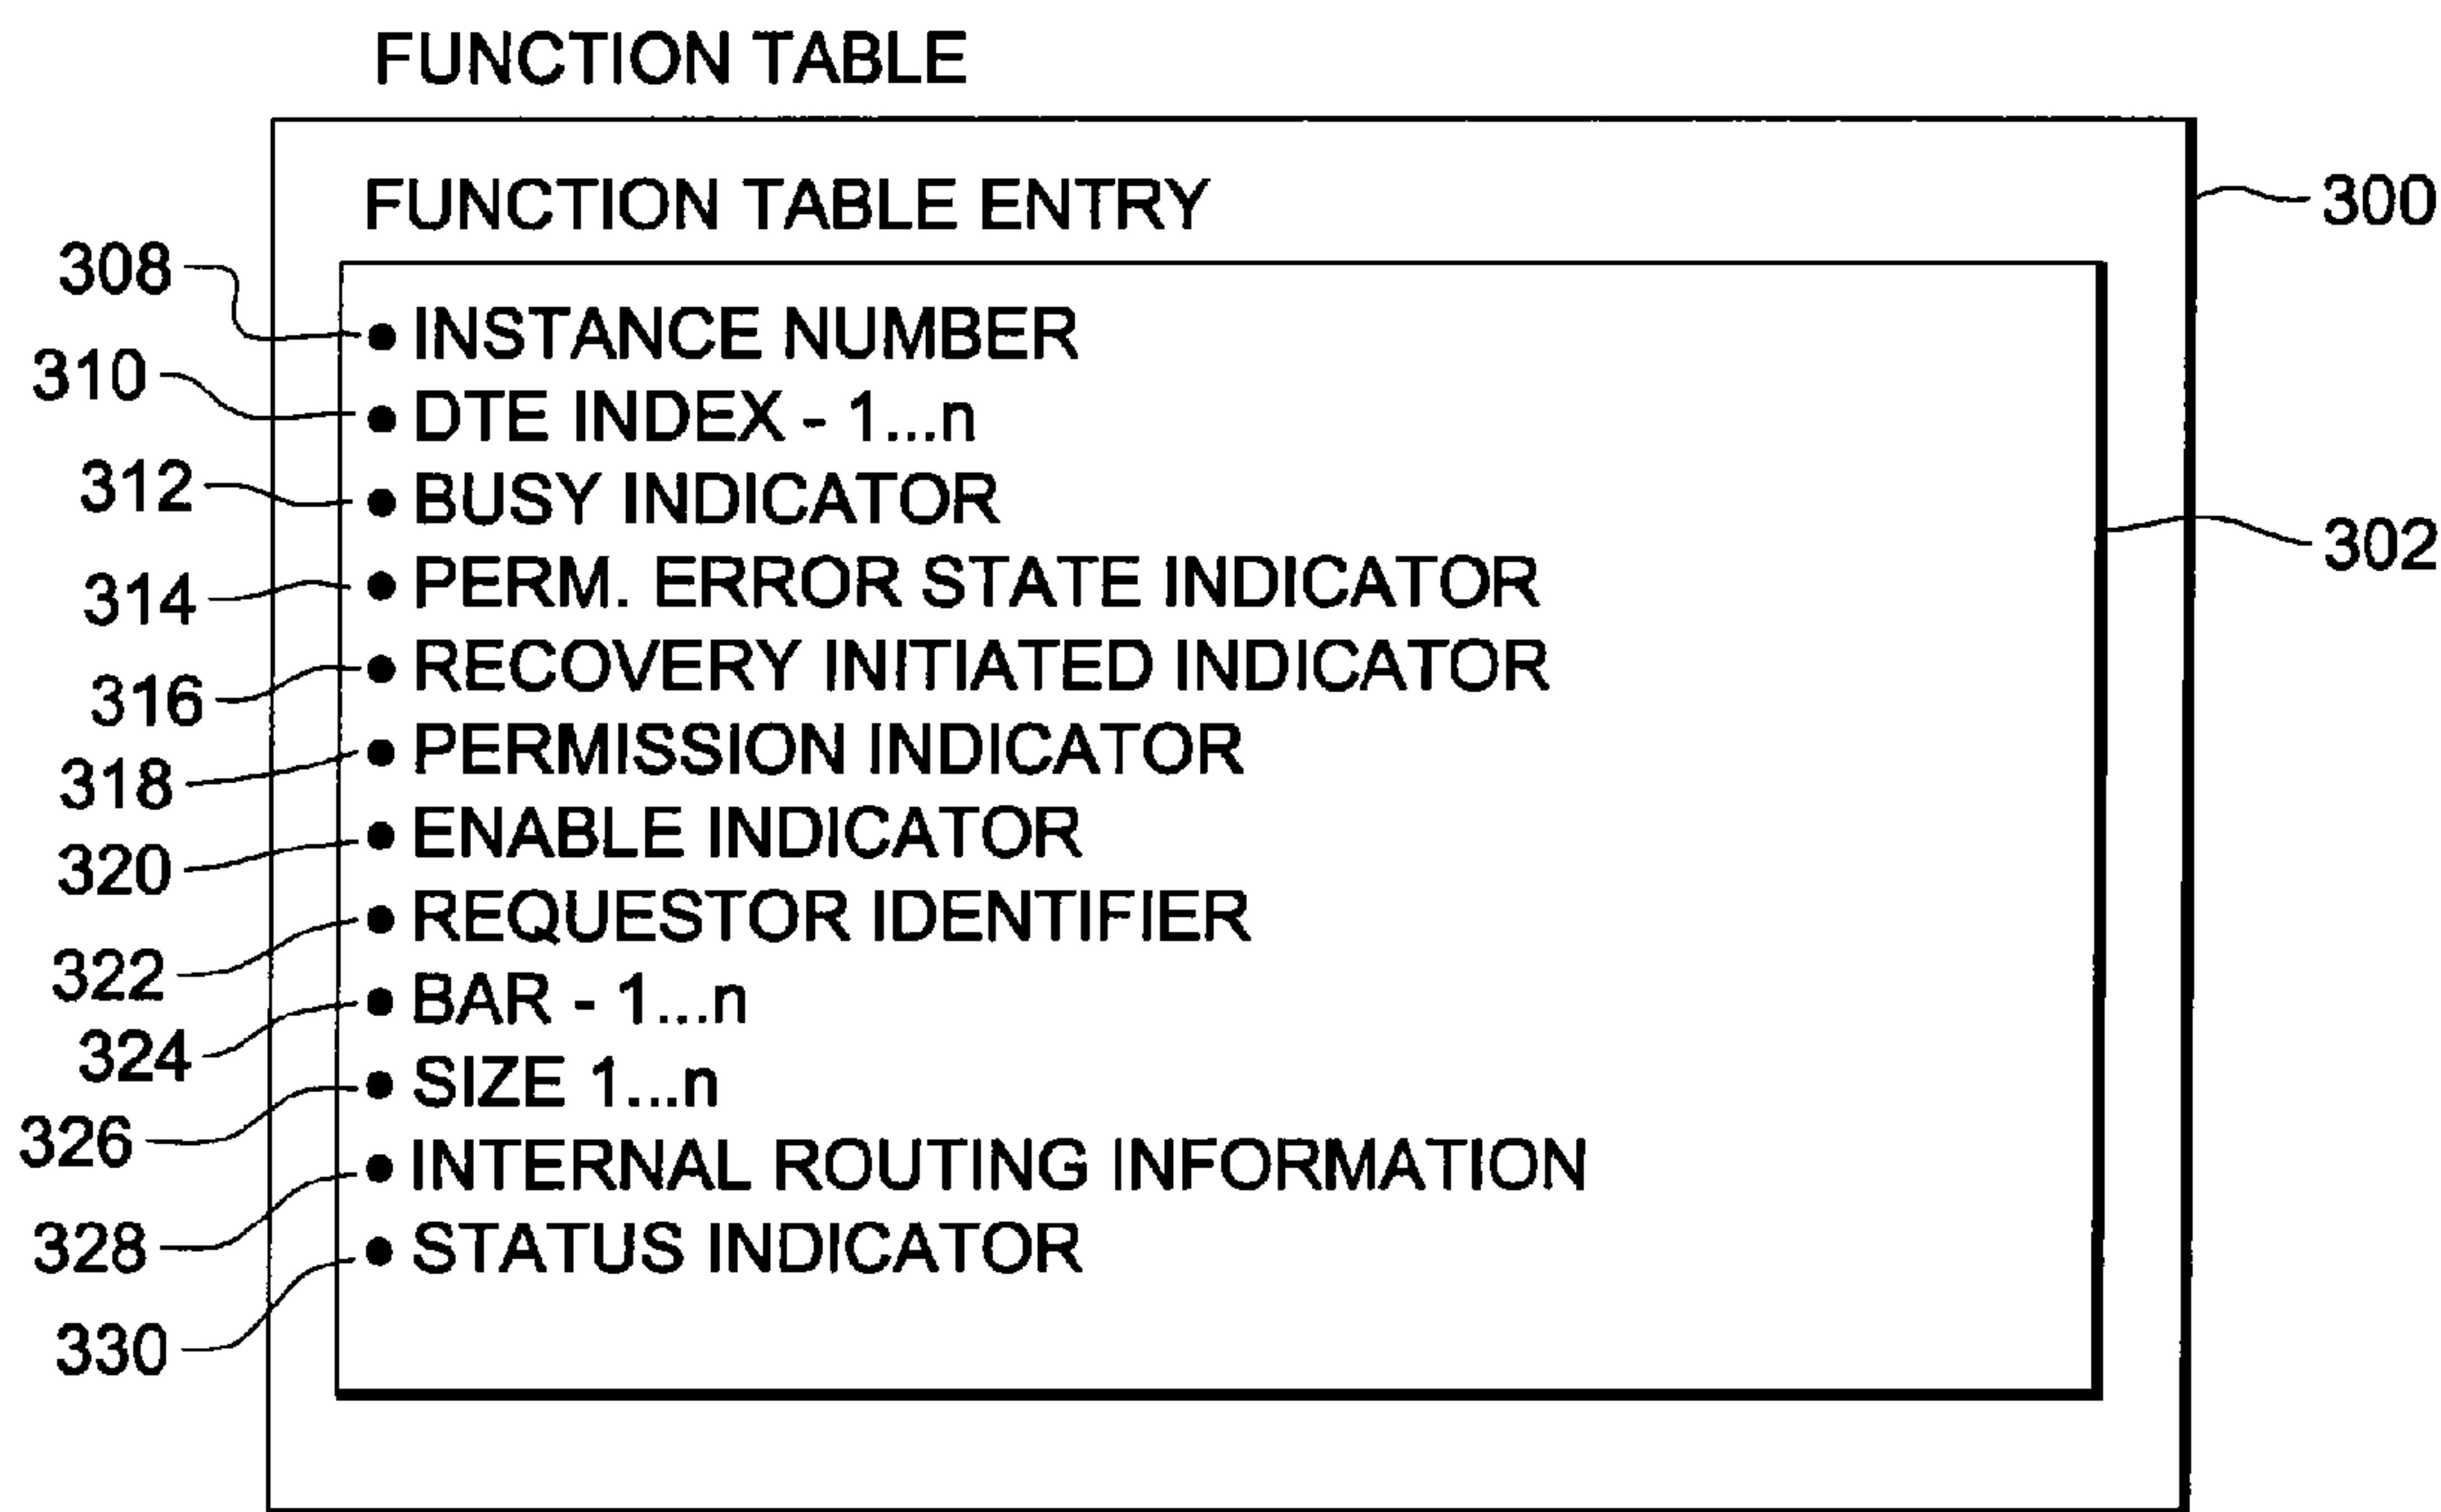 FUNCTION TABLE
FUNCTION TABLE ENTRY
300
308
• INSTANCE NUMBER
310
• DTE INDEX - 1...n
312
• BUSY INDICATOR
302
314
• PERM. ERROR STATE INDICATOR
316
• RECOVERY INITIATED INDICATOR
318
• PERMISSION INDICATOR
320
• ENABLE INDICATOR
322
• REQUESTOR IDENTIFIER
324
• BAR - 1...n
326
• SIZE 1...n
328
• INTERNAL ROUTING INFORMATION
330
• STATUS INDICATOR